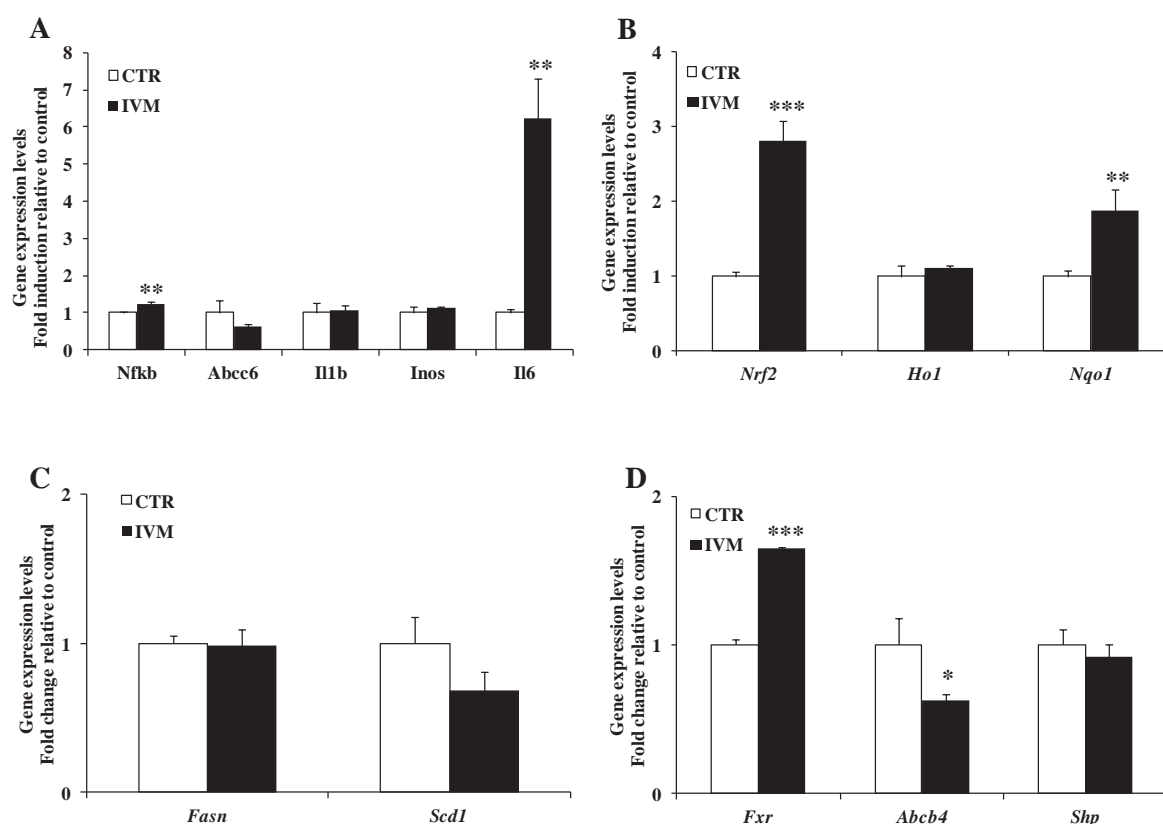 A
Gene expression levels
Fold induction relative to control
8
7
6
5
4
3
2
1
0
CTR
IVM
**
**
Nfkb Abcc6 Il1b Inos Il6
B
Gene expression levels
Fold induction relative to control
4
3
2
1
0
CTR
IVM
***
**
Nrf2 Ho1 Nqo1
C
Gene expression levels
Fold change relative to control
2
1
0
CTR
IVM
Fasn Scd1
D
Gene expression levels
Fold change relative to control
2
1
0
CTR
IVM
***
*
Fxr Abcb4 Shp